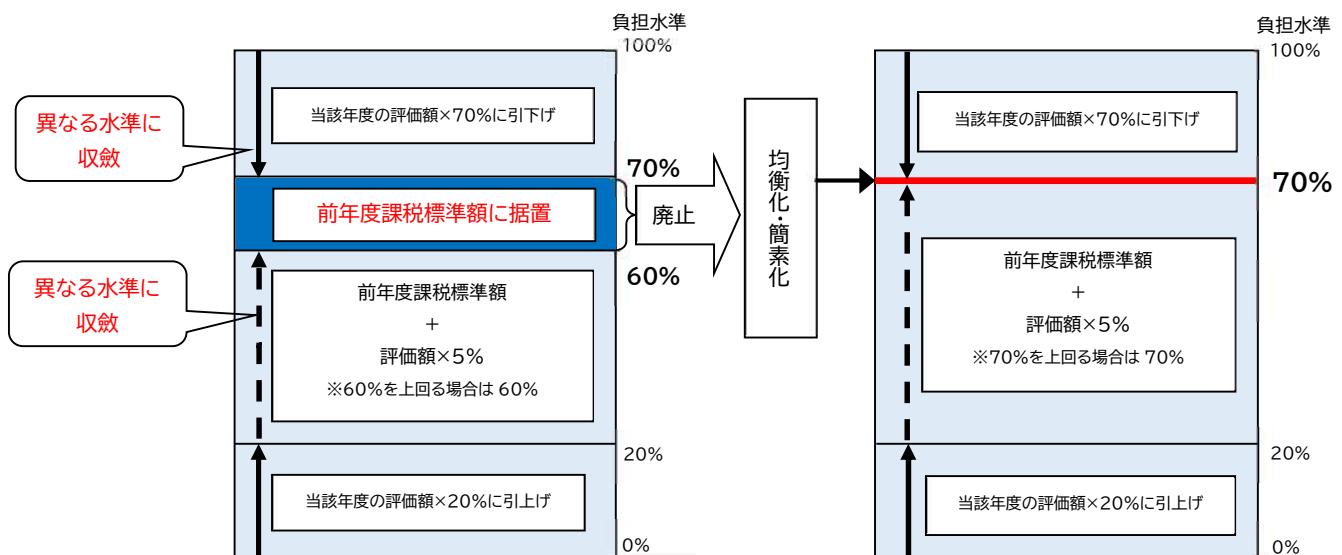 負担水準
100%
当該年度の評価額×70%に引下げ
異なる水準に
収斂
70%
前年度課税標準額に据置
廃止
60%
異なる水準に
収斂
前年度課税標準額
+
評価額×5%
※60%を上回る場合は 60%
20%
当該年度の評価額×20%に引上げ
0%
均衡化・簡素化
負担水準
100%
当該年度の評価額×70%に引下げ
70%
前年度課税標準額
+
評価額×5%
※70%を上回る場合は 70%
20%
当該年度の評価額×20%に引上げ
0%